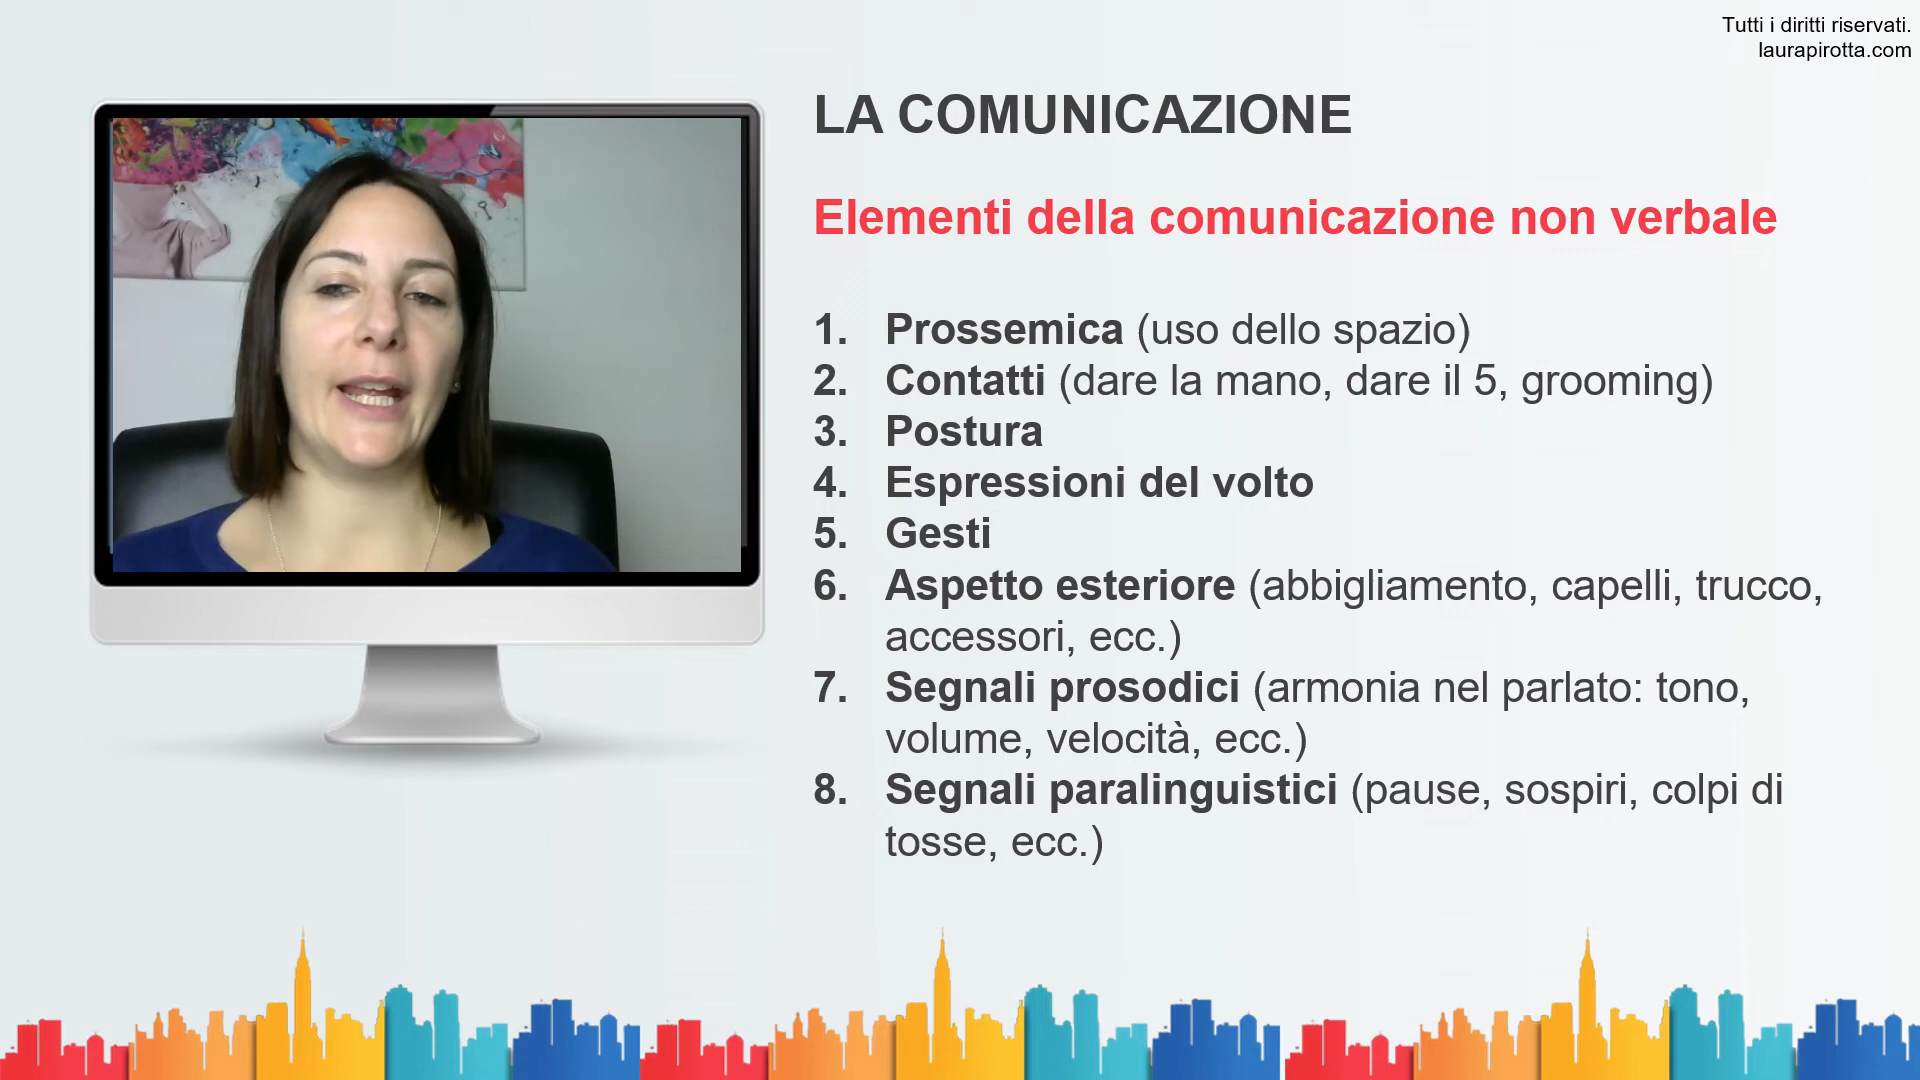 Tutti i diritti riservati.
laurapirotta.com
LA COMUNICAZIONE
Elementi della comunicazione non verbale
1. Prossemica (uso dello spazio)
2. Contatti (dare la mano, dare il 5, grooming)
3. Postura
4. Espressioni del volto
5. Gesti
6. Aspetto esteriore (abbigliamento, capelli, trucco,
accessori, ecc.)
7. Segnali prosodici (armonia nel parlato: tono,
volume, velocità, ecc.)
8. Segnali paralinguistici (pause, sospiri, colpi di
tosse, ecc.)